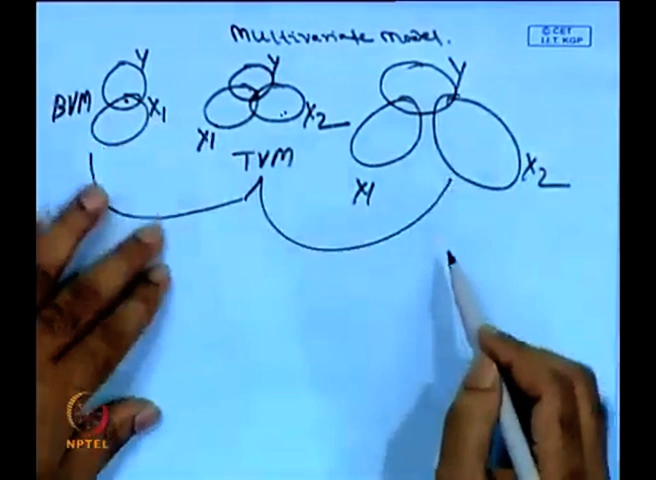 Multivariate Model.
© CET
I.I.T. KGP
BVM
Y
X1
Y
X1
X2
TVM
Y
X1
X2
NPTEL